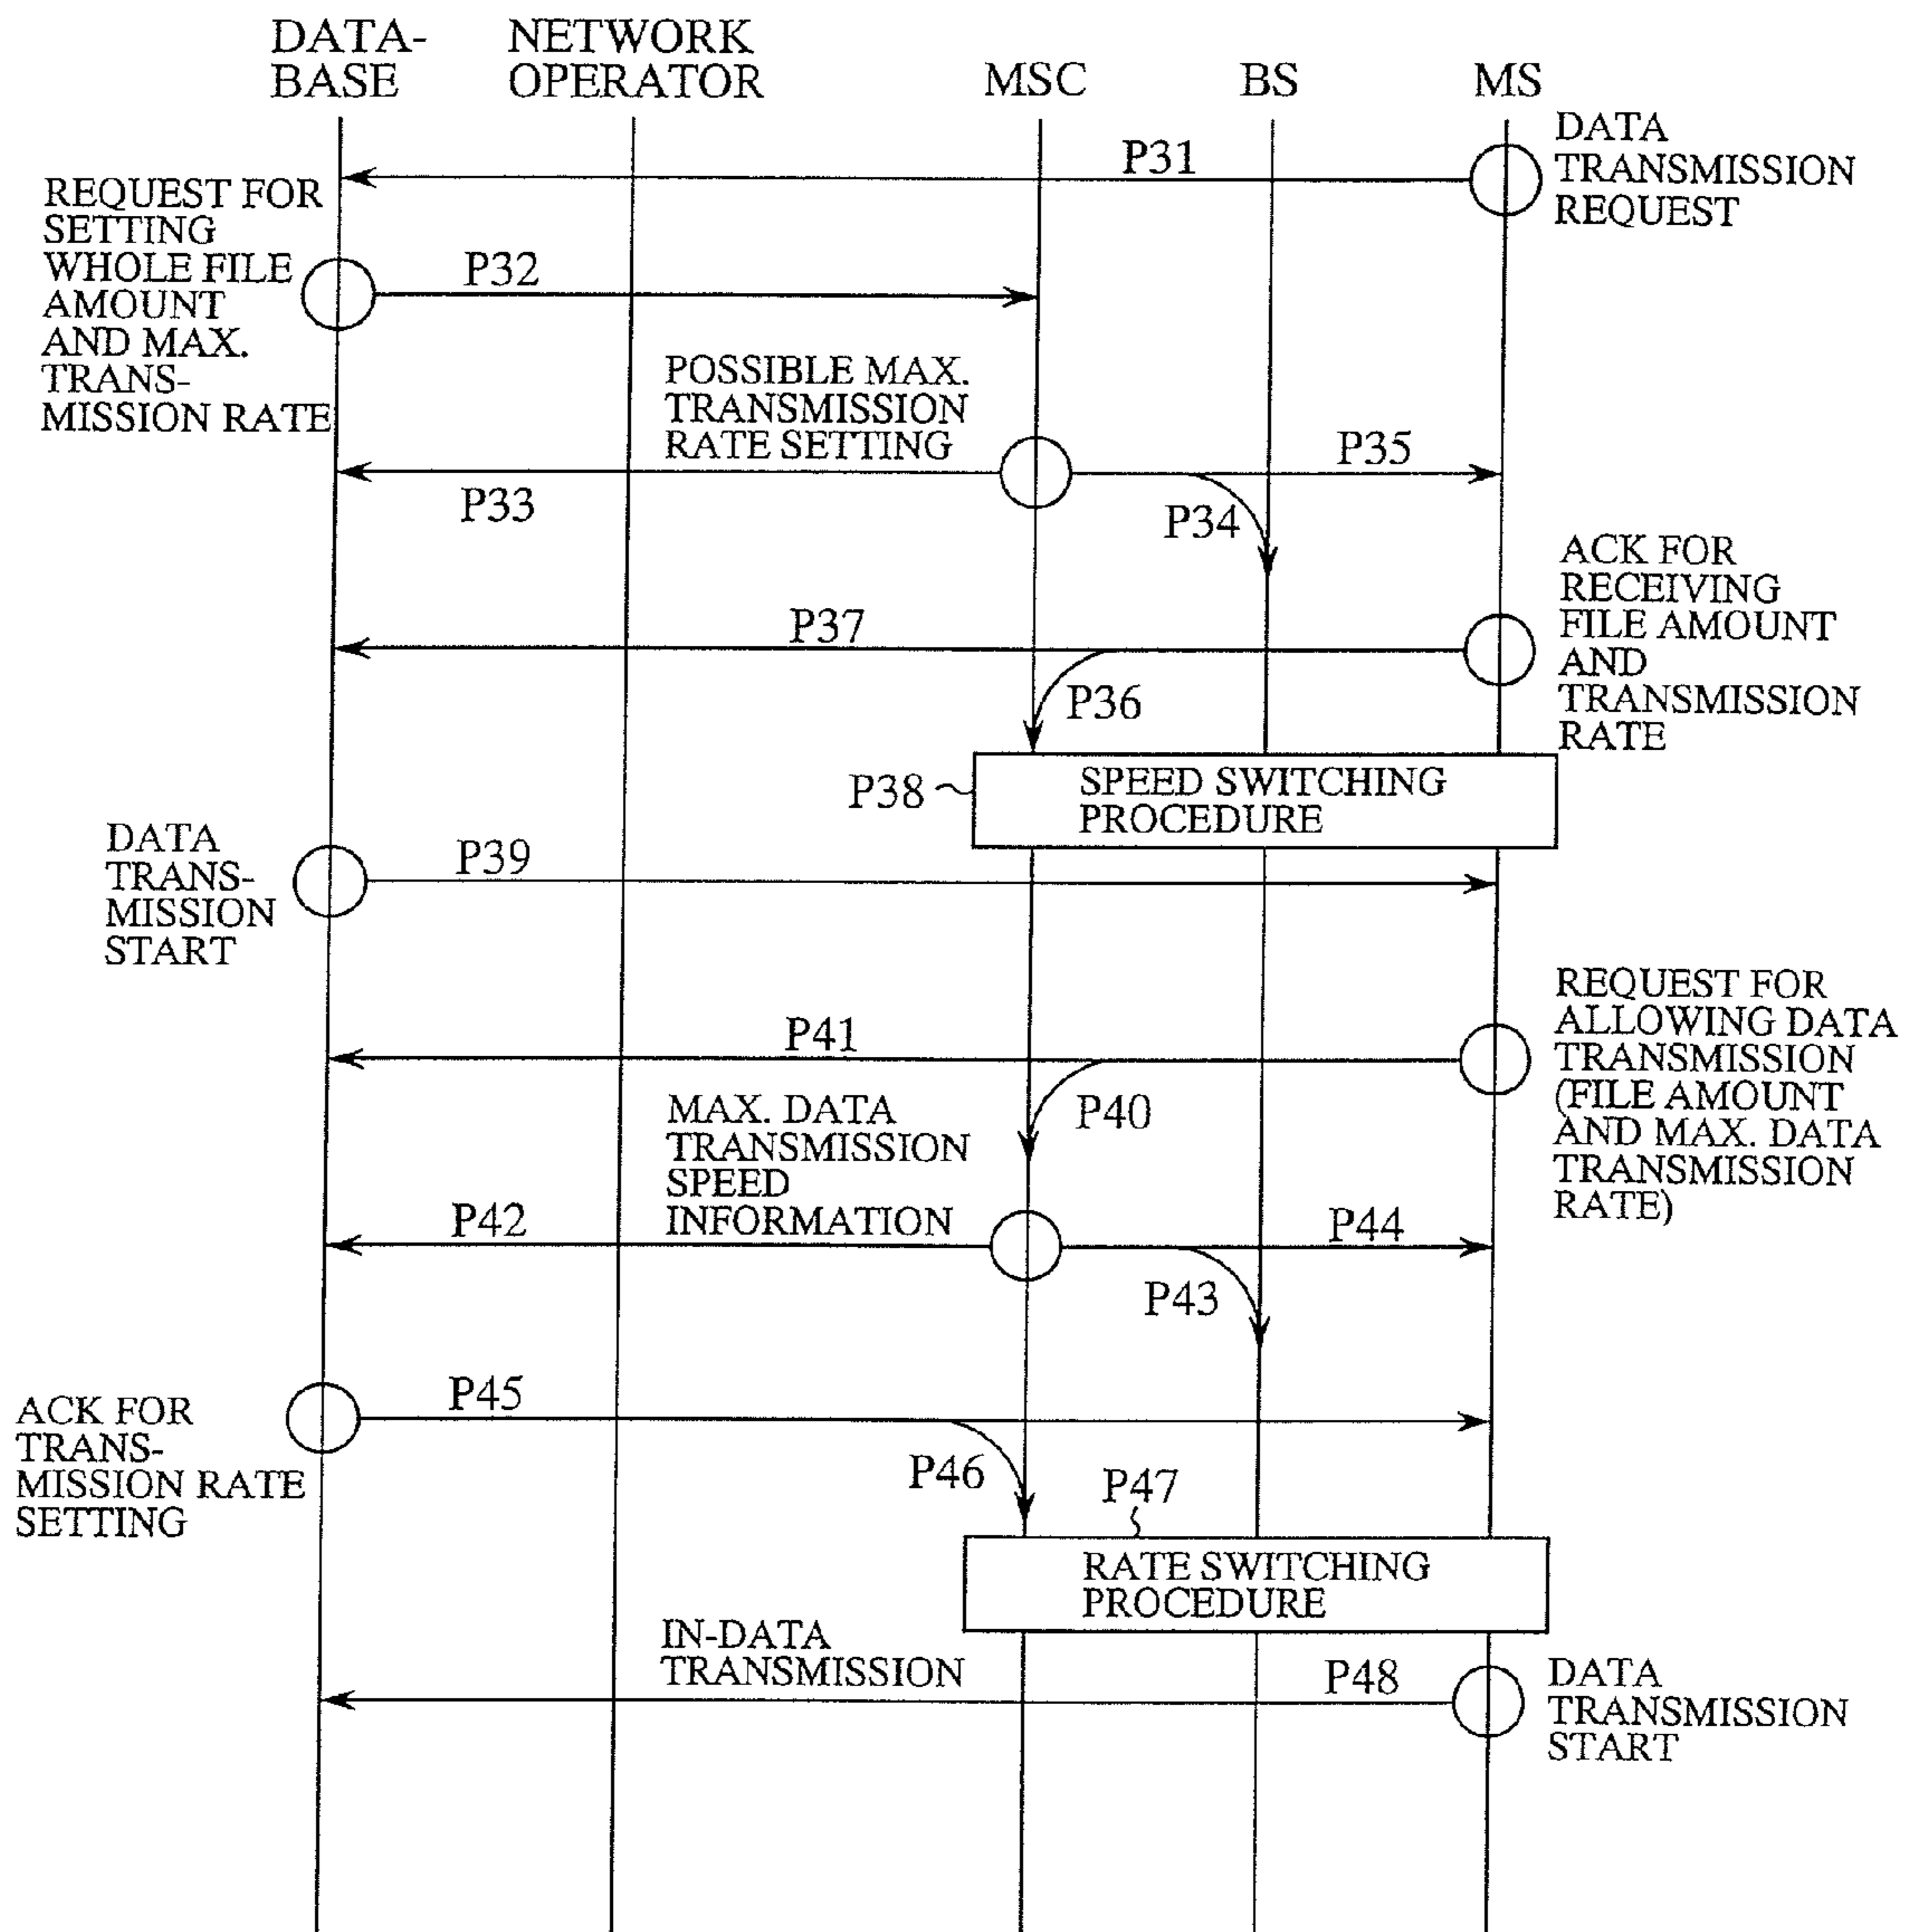 DATA-
BASE
NETWORK
OPERATOR
MSC
BS
MS
P31
DATA
TRANSMISSION
REQUEST
REQUEST FOR
SETTING
WHOLE FILE
AMOUNT
AND MAX.
TRANS-
MISSION RATE
P32
POSSIBLE MAX.
TRANSMISSION
RATE SETTING
P35
P33
P34
ACK FOR
RECEIVING
FILE AMOUNT
AND
TRANSMISSION
RATE
P37
P36
P38
SPEED SWITCHING
PROCEDURE
DATA
TRANS-
MISSION
START
P39
REQUEST FOR
ALLOWING DATA
TRANSMISSION
(FILE AMOUNT
AND MAX. DATA
TRANSMISSION
RATE)
P41
P40
MAX. DATA
TRANSMISSION
SPEED
INFORMATION
P42
P44
P43
ACK FOR
TRANS-
MISSION RATE
SETTING
P45
P46
P47
RATE SWITCHING
PROCEDURE
IN-DATA
TRANSMISSION
P48
DATA
TRANSMISSION
START